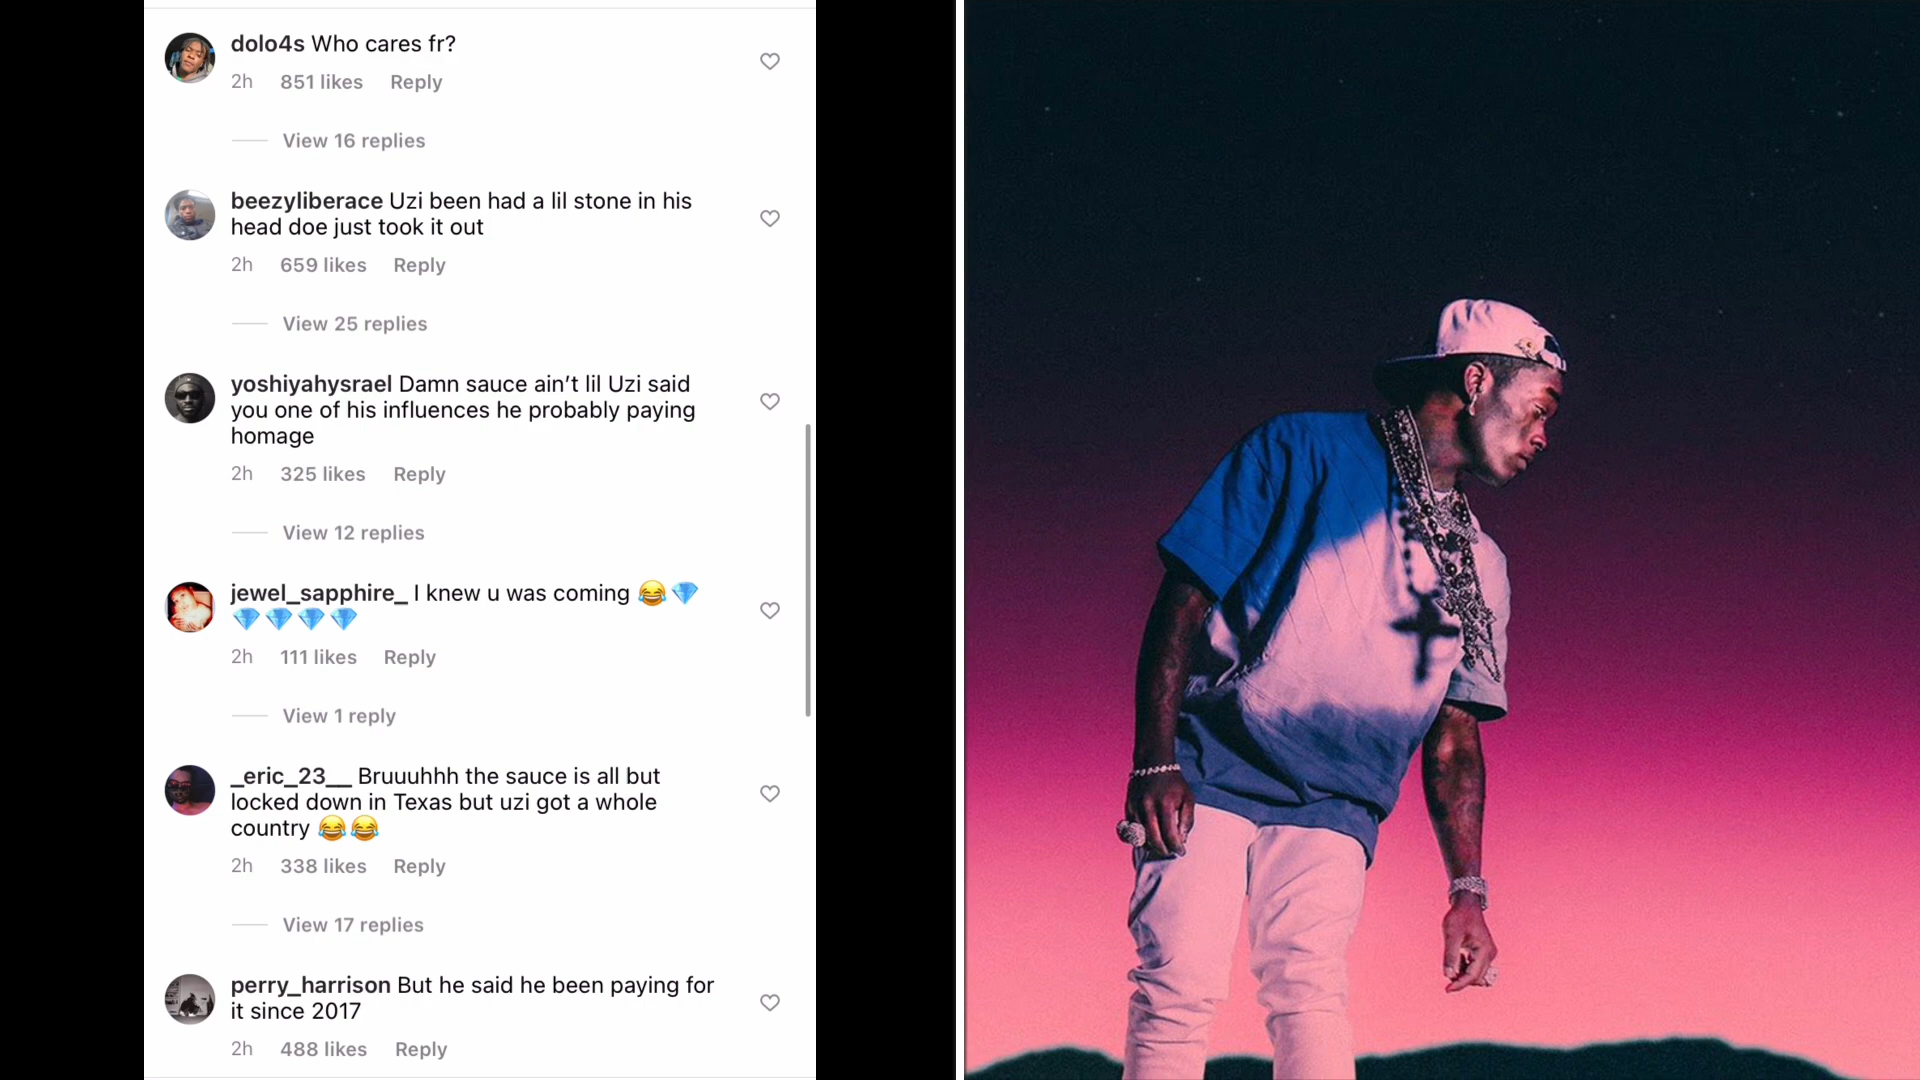 dolo4s Who cares fr?
2h 851 likes Reply
View 16 replies
beezyliberace Uzi been had a lil stone in his
head doe just took it out
2h 659 likes Reply
View 25 replies
yoshiyahysrael Damn sauce ain’t lil Uzi said
you one of his influences he probably paying
homage
2h 325 likes Reply
View 12 replies
jewel_sapphire_ I knew u was coming 😂💎
💎💎💎💎
2h 111 likes Reply
View 1 reply
_eric_23__ Bruuuhhh the sauce is all but
locked down in Texas but uzi got a whole
country 😂😂
2h 338 likes Reply
View 17 replies
perry_harrison But he said he been paying for
it since 2017
2h 488 likes Reply